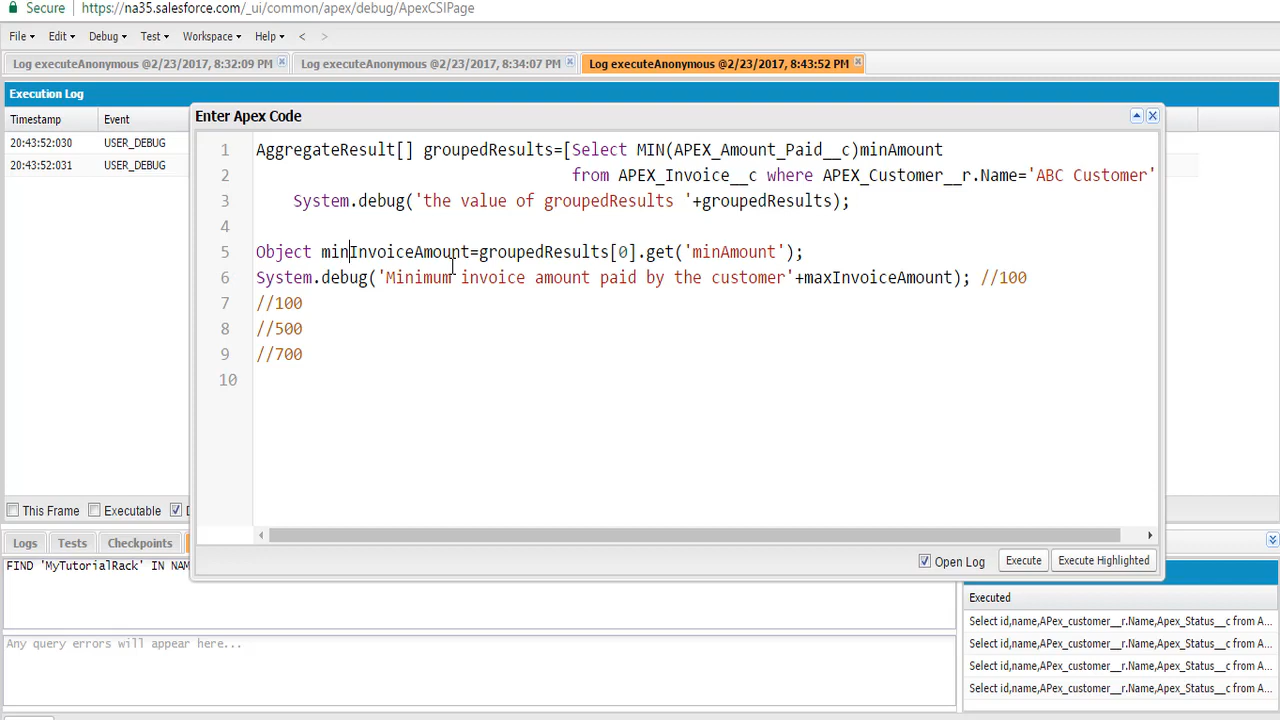 Secure https://na35.salesforce.com/_ui/common/apex/debug/ApexCSIPage
File Edit Debug Test Workspace Help < >
Log executeAnonymous @2/23/2017, 8:32:09 PM Log executeAnonymous @2/23/2017, 8:34:07 PM Log executeAnonymous @2/23/2017, 8:43:52 PM
Execution Log
Timestamp Event
20:43:52:030 USER_DEBUG
20:43:52:031 USER_DEBUG
Enter Apex Code
1 AggregateResult[] groupedResults=[Select MIN(APEX_Amount_Paid__c)minAmount
2 from APEX_Invoice__c where APEX_Customer__r.Name='ABC Customer'
3 System.debug('the value of groupedResults '+groupedResults);
4
5 Object minInvoiceAmount=groupedResults[0].get('minAmount');
6 System.debug('Minimum invoice amount paid by the customer'+maxInvoiceAmount); //100
7 //100
8 //500
9 //700
10
Open Log Execute Execute Highlighted
This Frame Executable
Logs Tests Checkpoints
FIND 'MyTutorialRack' IN NAM
Any query errors will appear here...
Executed
Select id,name,APex_customer__r.Name,Apex_Status__c from A...
Select id,name,APex_customer__r.Name,Apex_Status__c from A...
Select id,name,APex_customer__r.Name,Apex_Status__c from A...
Select id,name,APex_customer__r.Name,Apex_Status__c from A...